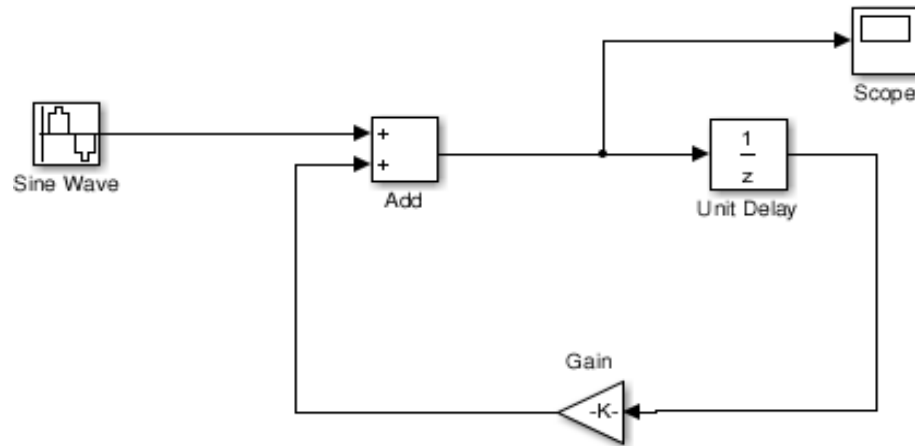 Scope
Sine Wave
+
+
Add
1
z
Unit Delay
Gain
-K-